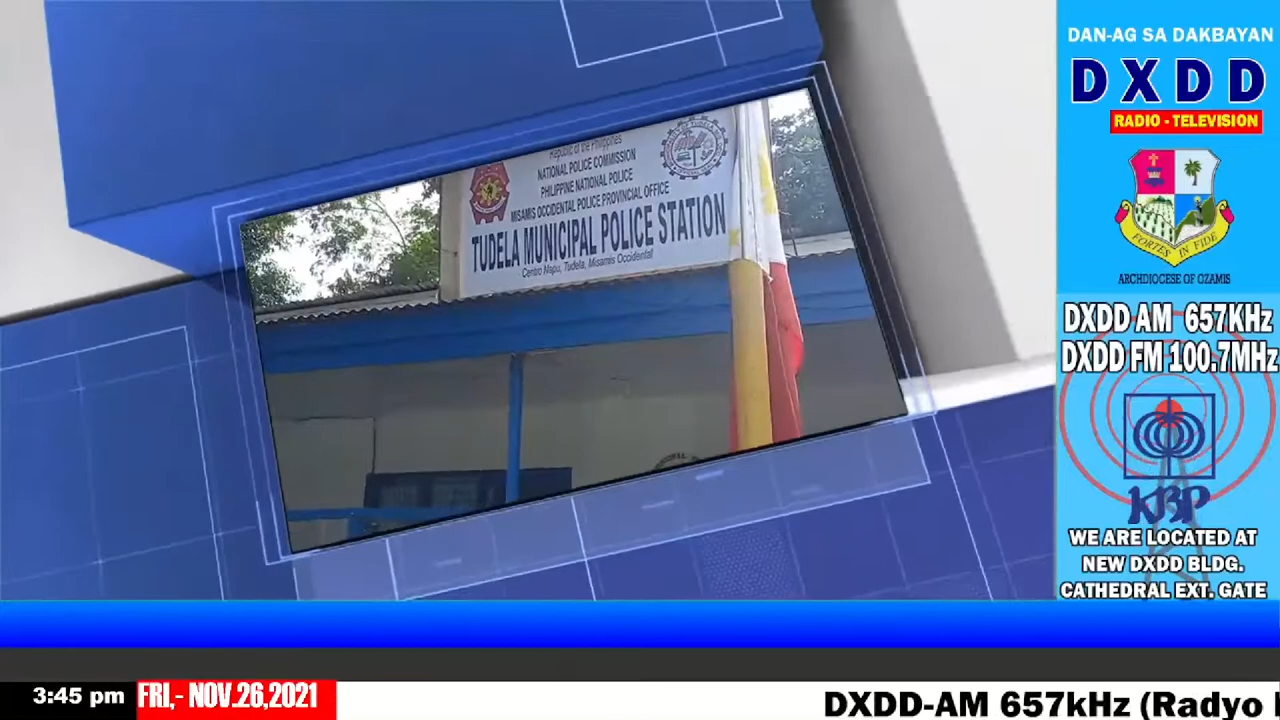 Republic of the Philippines
NATIONAL POLICE COMMISSION
PHILIPPINE NATIONAL POLICE
MISAMIS OCCIDENTAL POLICE PROVINCIAL OFFICE
TUDELA MUNICIPAL POLICE STATION
Centro Napu, Tudela, Misamis Occidental
DAN-AG SA DAKBAYAN
DXDD
RADIO - TELEVISION
FORTES IN FIDE
ARCHDIOCESE OF OZAMIS
DXDD AM 657KHz
DXDD FM 100.7MHz
KBP
WE ARE LOCATED AT
NEW DXDD BLDG.
CATHEDRAL EXT. GATE
3:45 pm FRI,- NOV.26,2021 DXDD-AM 657kHz (Radyo